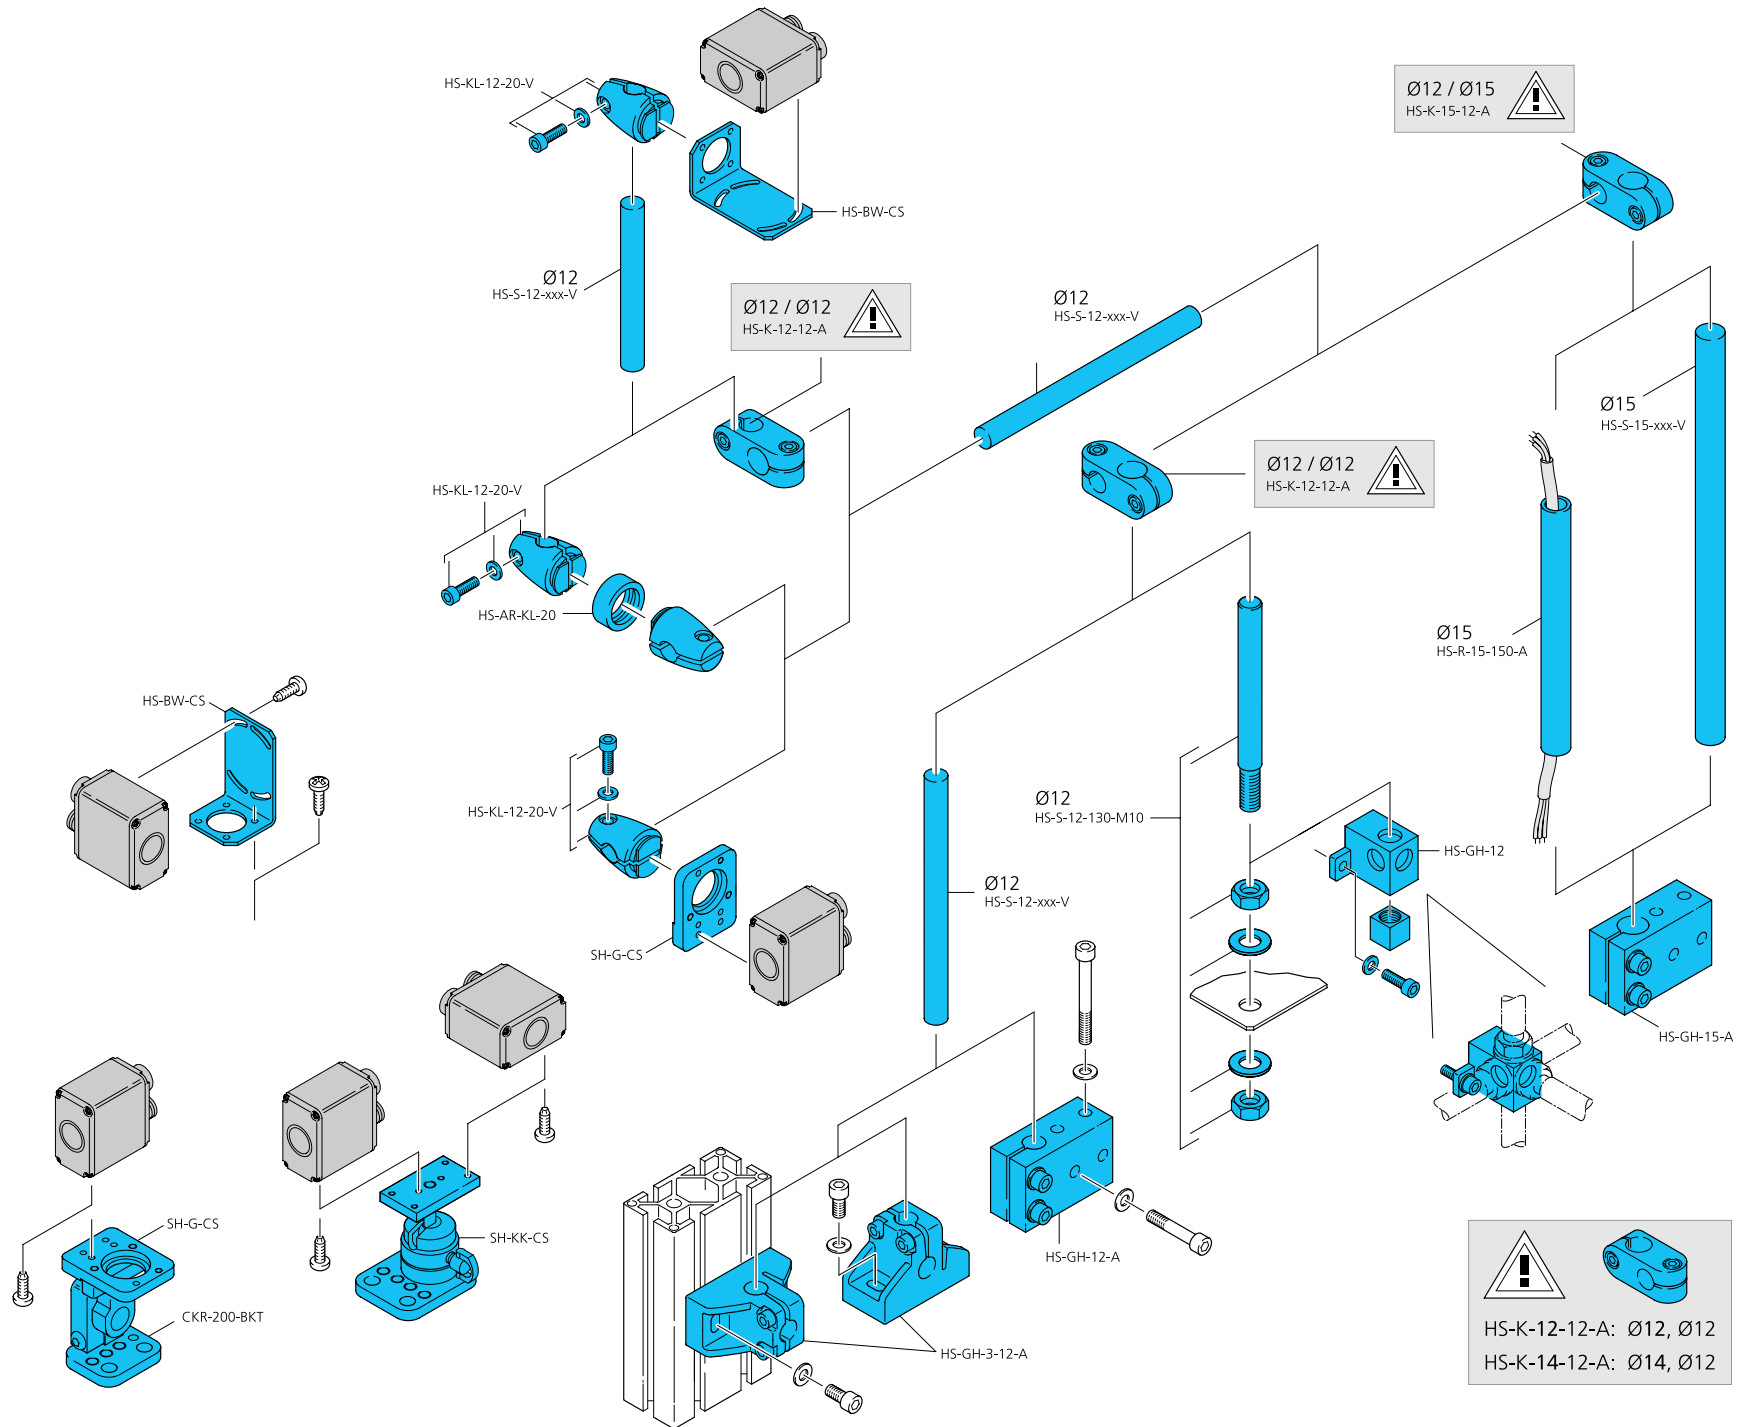 HS-KL-12-20-V
HS-BW-CS
Ø12
HS-S-12-xxx-V
Ø12 / Ø12
HS-K-12-12-A
Ø12 / Ø15
HS-K-15-12-A
Ø12
HS-S-12-xxx-V
Ø15
HS-S-15-xxx-V
Ø12 / Ø12
HS-K-12-12-A
HS-KL-12-20-V
HS-AR-KL-20
Ø15
HS-R-15-150-A
HS-BW-CS
HS-KL-12-20-V
Ø12
HS-S-12-130-M10
HS-GH-12
Ø12
HS-S-12-xxx-V
SH-G-CS
HS-GH-15-A
SH-G-CS
SH-KK-CS
HS-GH-12-A
CKR-200-BKT
HS-GH-3-12-A
HS-K-12-12-A: Ø12, Ø12
HS-K-14-12-A: Ø14, Ø12